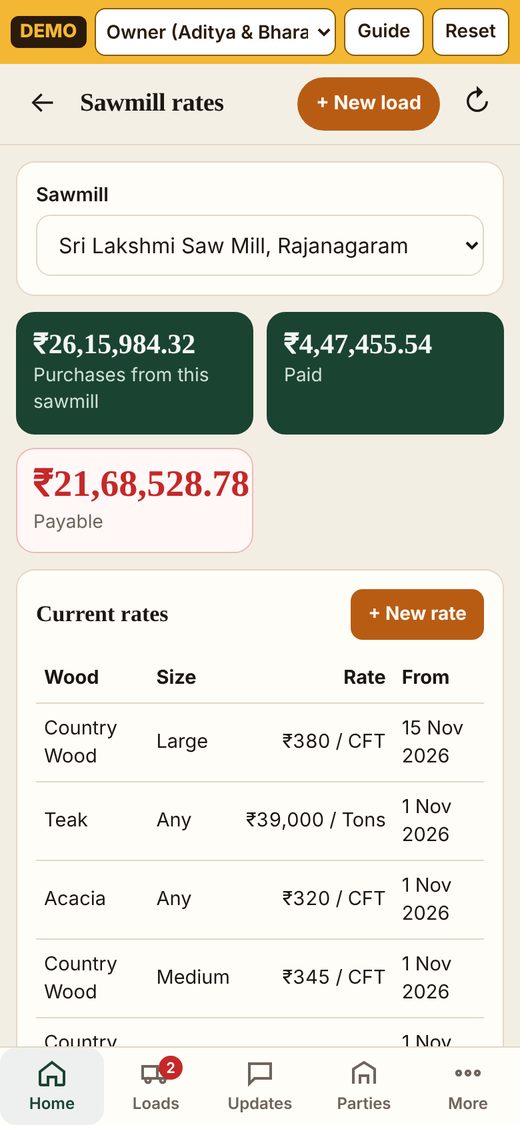 DEMO Owner (Aditya & Bhara Guide Reset
Sawmill rates + New load
Sawmill
Sri Lakshmi Saw Mill, Rajanagaram
₹26,15,984.32
Purchases from this
sawmill
₹4,47,455.54
Paid
₹21,68,528.78
Payable
Current rates + New rate
Wood Size Rate From
Country
Wood Large ₹380 / CFT 15 Nov
2026
Teak Any ₹39,000 / Tons 1 Nov
2026
Acacia Any ₹320 / CFT 1 Nov
2026
Country
Wood Medium ₹345 / CFT 1 Nov
2026
Country 1 Nov
2
Home Loads Updates Parties More